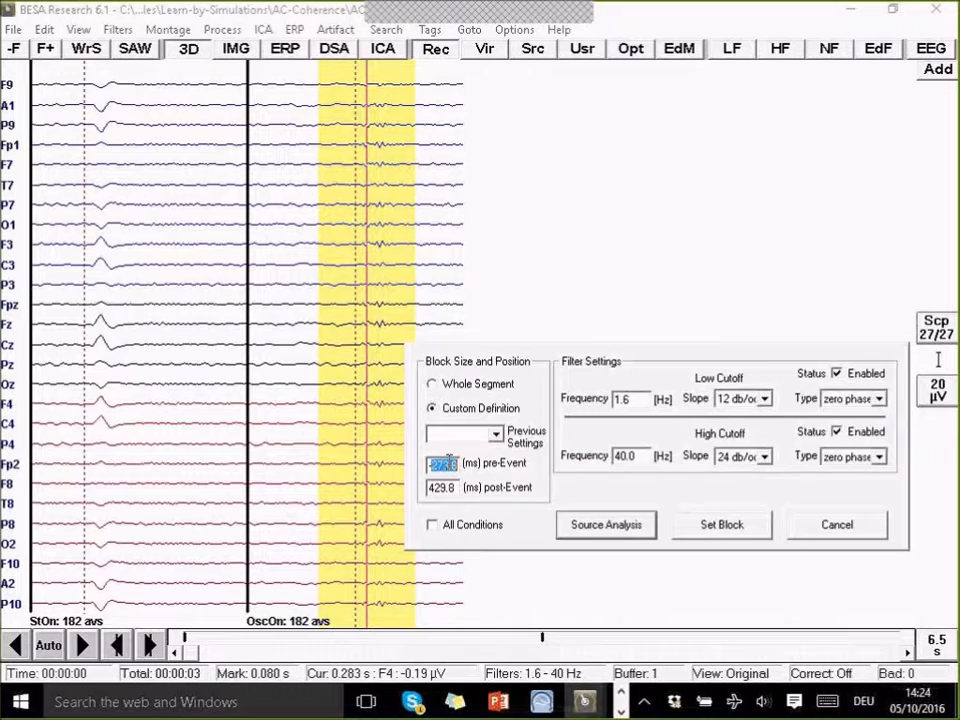 BESA Research 6.1 - C:\...les\Learn-by-Simulations\AC-Coherence\AC
File Edit View Filters Montage Process ICA ERP Artifact Search Tags Goto Options Help
-F F+ WrS SAW 3D IMG ERP DSA ICA Rec Vir Src Usr Opt EdM LF HF NF EdF EEG
Add
F9
A1
P9
Fp1
F7
T7
P7
O1
F3
C3
P3
Fpz
Fz
Cz
Pz
Oz
F4
C4
P4
Fp2
F8
T8
P8
O2
F10
A2
P10
Scp
27/27
20
µV
Block Size and Position
Whole Segment
Custom Definition
Previous
Settings
(ms) pre-Event
429.8 (ms) post-Event
All Conditions
Filter Settings
Low Cutoff
Status Enabled
Frequency 1.6 [Hz] Slope 12 db/oc Type zero phase
High Cutoff
Status Enabled
Frequency 40.0 [Hz] Slope 24 db/oc Type zero phase
Source Analysis Set Block Cancel
StOn: 182 avs OscOn: 182 avs
Auto
6.5
s
Time: 00:00:00 Total: 00:00:03 Mark: 0.080 s Cur: 0.283 s: F4: -0.19 µV Filters: 1.6 - 40 Hz Buffer: 1 View: Original Correct: Off Bad: 0
Search the web and Windows
DEU
14:24
05/10/2016